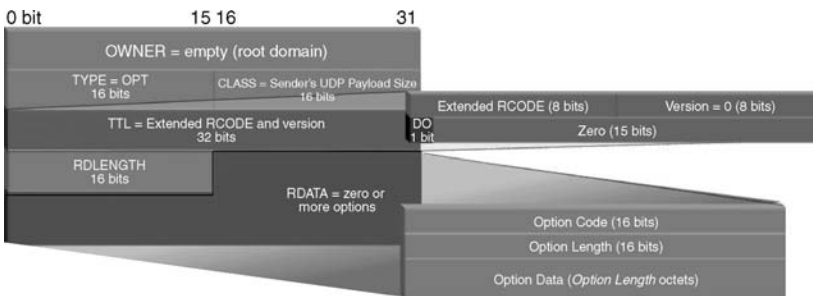 0 bit 15 16 31
OWNER = empty (root domain)
TYPE = OPT
16 bits
CLASS = Sender's UDP Payload Size
16 bits
Extended RCODE (8 bits) Version = 0 (8 bits)
TTL = Extended RCODE and version
32 bits
DO
1 bit
Zero (15 bits)
RDLENGTH
16 bits
RDATA = zero or
more options
Option Code (16 bits)
Option Length (16 bits)
Option Data (Option Length octets)